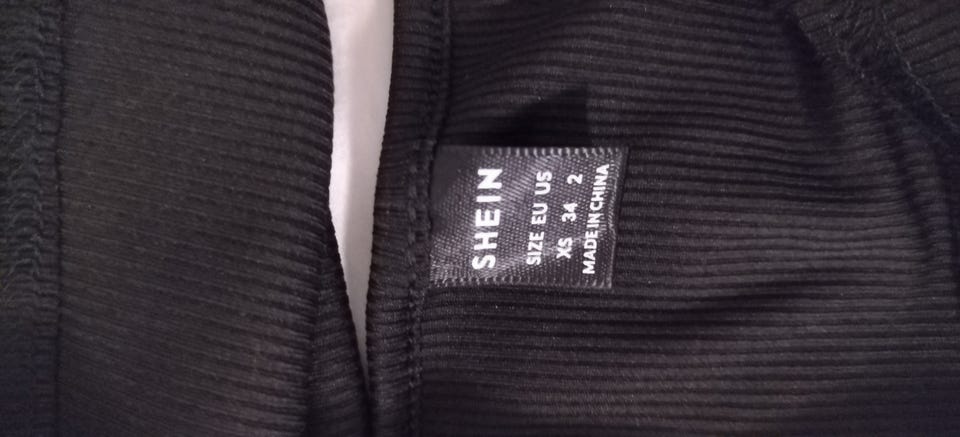 SHEIN
SIZE EU US
XS 34 2
MADE IN CHINA